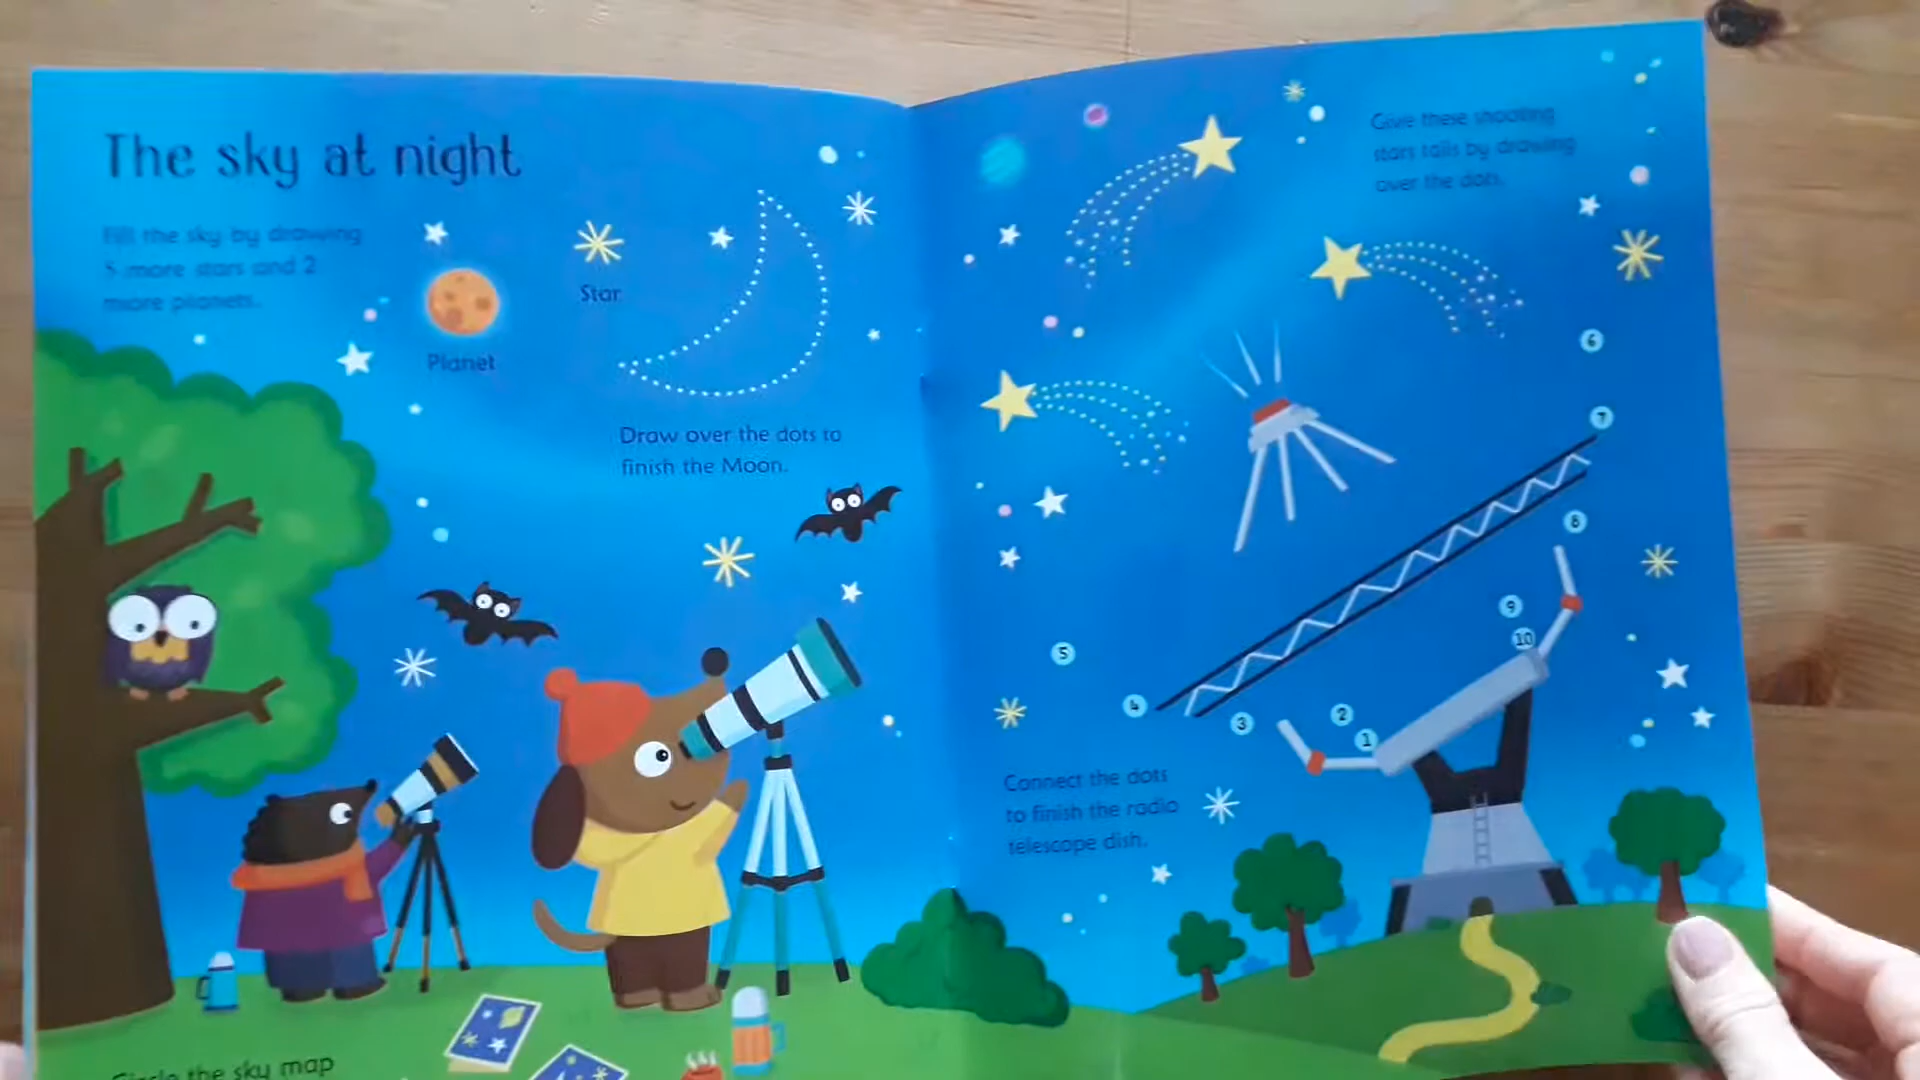 The sky at night
Fill the sky by drawing
5 more stars and 2
more planets.
Star
Planet
Draw over the dots to
finish the Moon.
Circle the sky map
Give these shooting
stars tails by drawing
over the dots.
6
7
8
9
10
5
4
3
2
1
Connect the dots
to finish the radio
telescope dish.